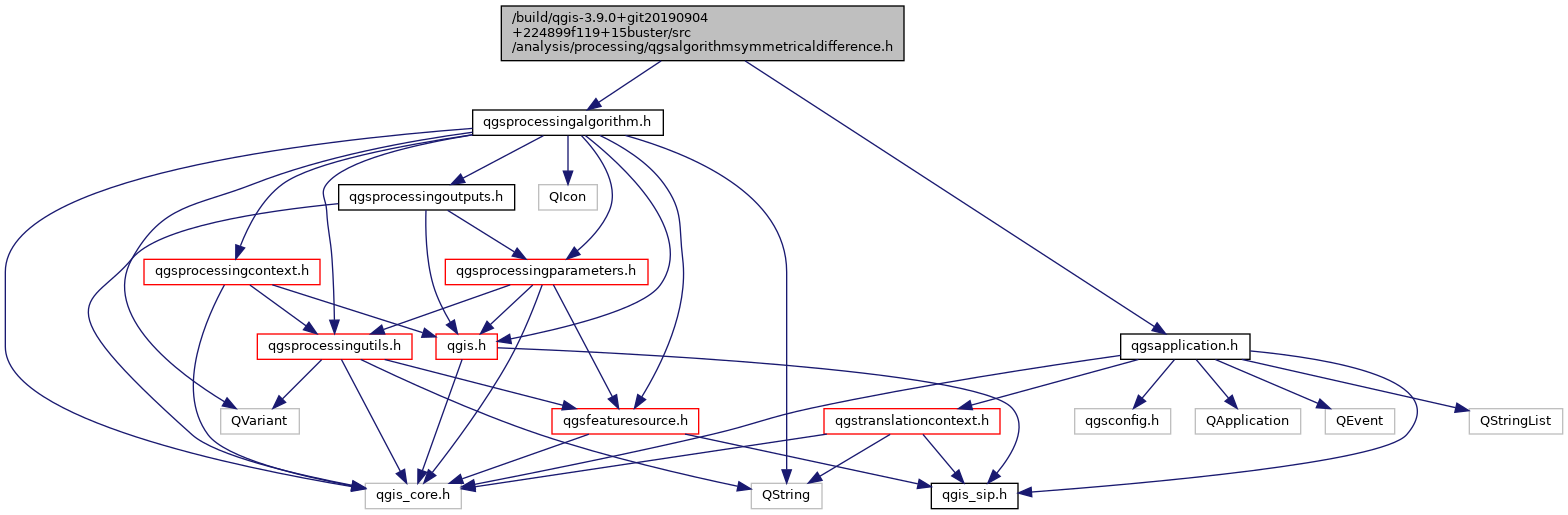 /build/qgis-3.9.0+git20190904
+224899f119+15buster/src
/analysis/processing/qgsalgorithmsymmetricaldifference.h
qgsprocessingalgorithm.h
qgsprocessingoutputs.h
QIcon
qgsprocessingcontext.h
qgsprocessingparameters.h
qgsprocessingutils.h
qgis.h
qgsapplication.h
QVariant
qgsfeaturesource.h
qgstranslationcontext.h
qgsconfig.h
QApplication
QEvent
QStringList
qgis_core.h
QString
qgis_sip.h